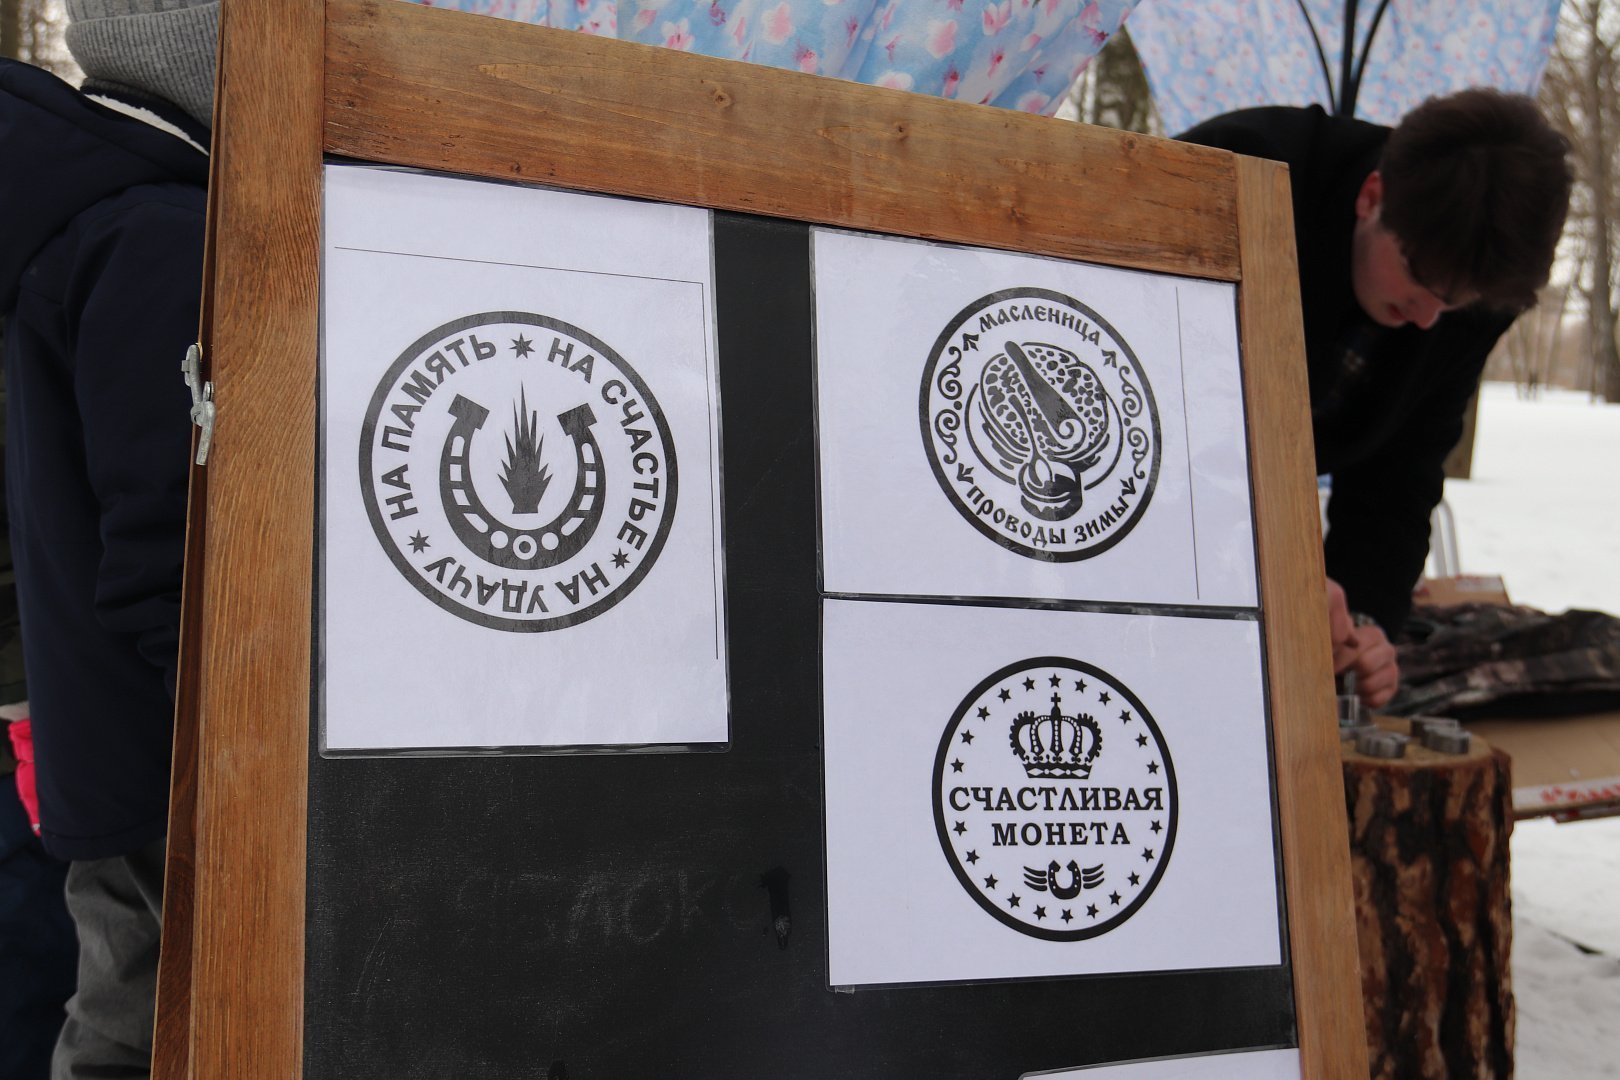 НА ПАМЯТЬ
НА СЧАСТЬЕ
НА УДАЧУ
МАСЛЕНИЦА
ПРОВОДЫ ЗИМЫ
СЧАСТЛИВАЯ
МОНЕТА